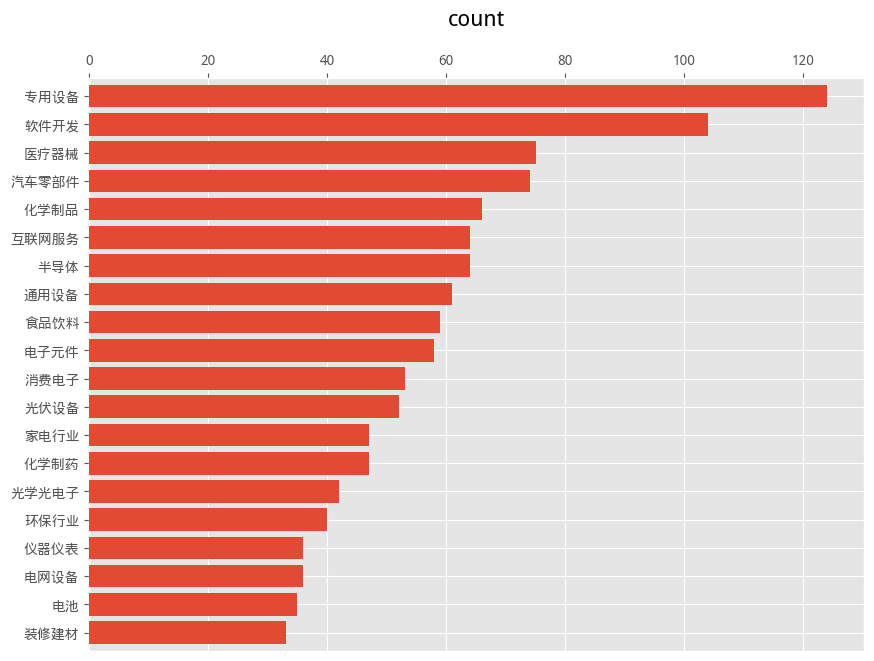 count
0 20 40 60 80 100 120
专用设备
软件开发
医疗器械
汽车零部件
化学制品
互联网服务
半导体
通用设备
食品饮料
电子元件
消费电子
光伏设备
家电行业
化学制药
光学光电子
环保行业
仪器仪表
电网设备
电池
装修建材